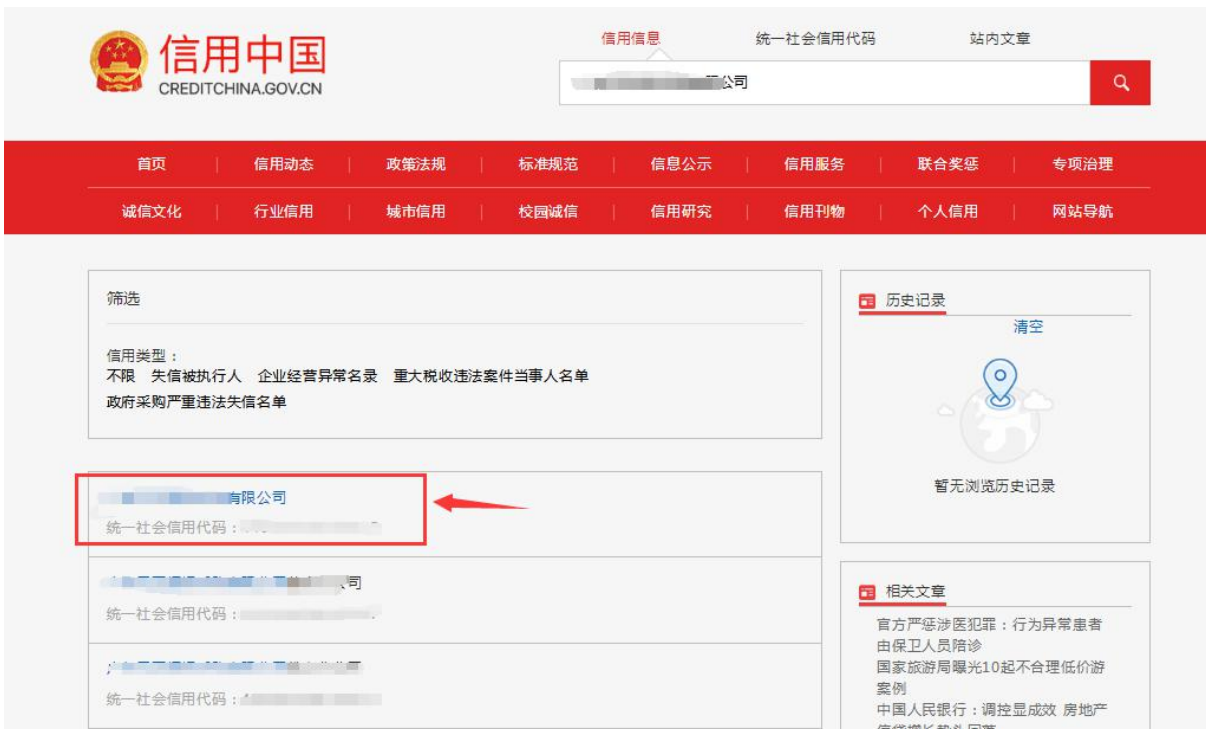 信用中国
CREDITCHINA.GOV.CN
信用信息 统一社会信用代码 站内文章
公司
首页 信用动态 政策法规 标准规范 信息公示 信用服务 联合奖惩 专项治理
诚信文化 行业信用 城市信用 校园诚信 信用研究 信用刊物 个人信用 网站导航
筛选
信用类型：
不限 失信被执行人 企业经营异常名录 重大税收违法案件当事人名单
政府采购严重违法失信名单
有限公司
统一社会信用代码：
司
统一社会信用代码：
统一社会信用代码：
历史记录
清空
暂无浏览历史记录
相关文章
官方严惩涉医犯罪：行为异常患者
由保卫人员陪诊
国家旅游局曝光10起不合理低价游
案例
中国人民银行：调控显成效 房地产